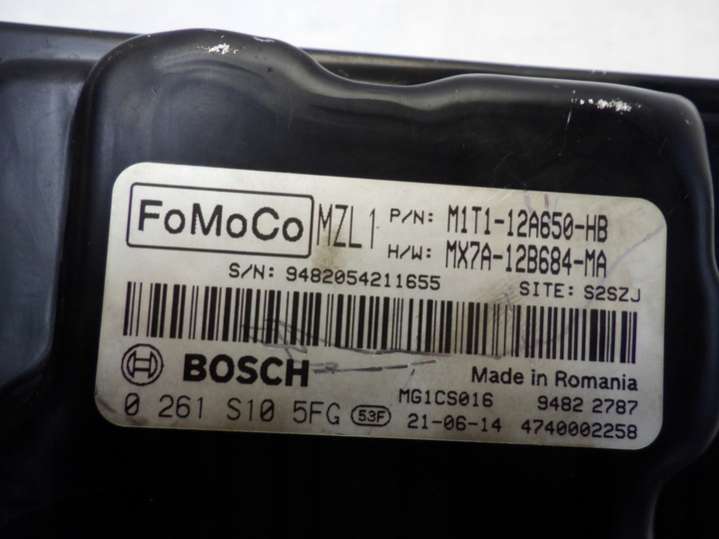 FoMoCo MZL1 P/N: M1T1-12A650-HB
H/W: MX7A-12B684-MA
S/N: 9482054211655 SITE: S2SZJ
BOSCH Made in Romania
MG1CS016 9482 2787
0 261 S10 5FG 53F 21-06-14 4740002258